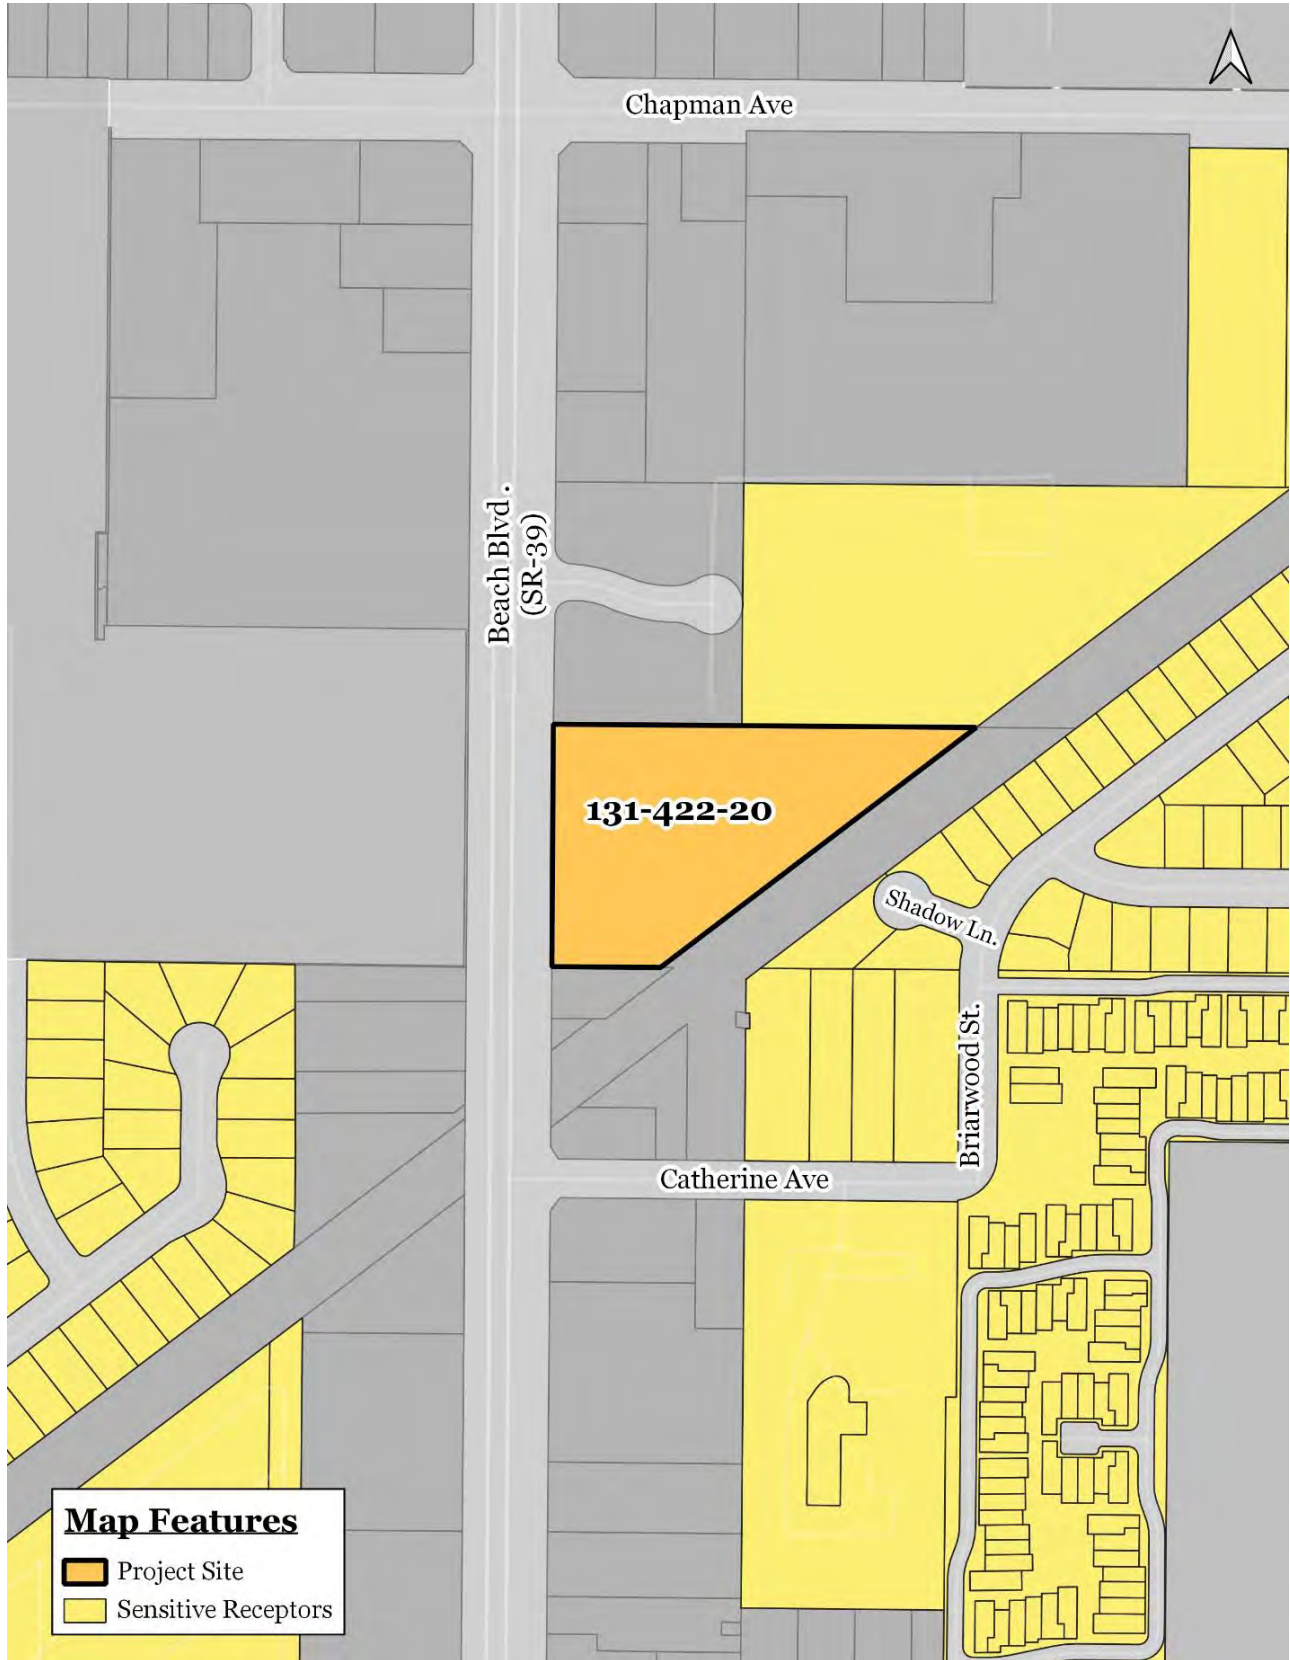 Chapman Ave
Beach Blvd .
(SR-39)
131-422-20
Shadow Ln.
Briarwood St.
Catherine Ave
Map Features
Project Site
Sensitive Receptors